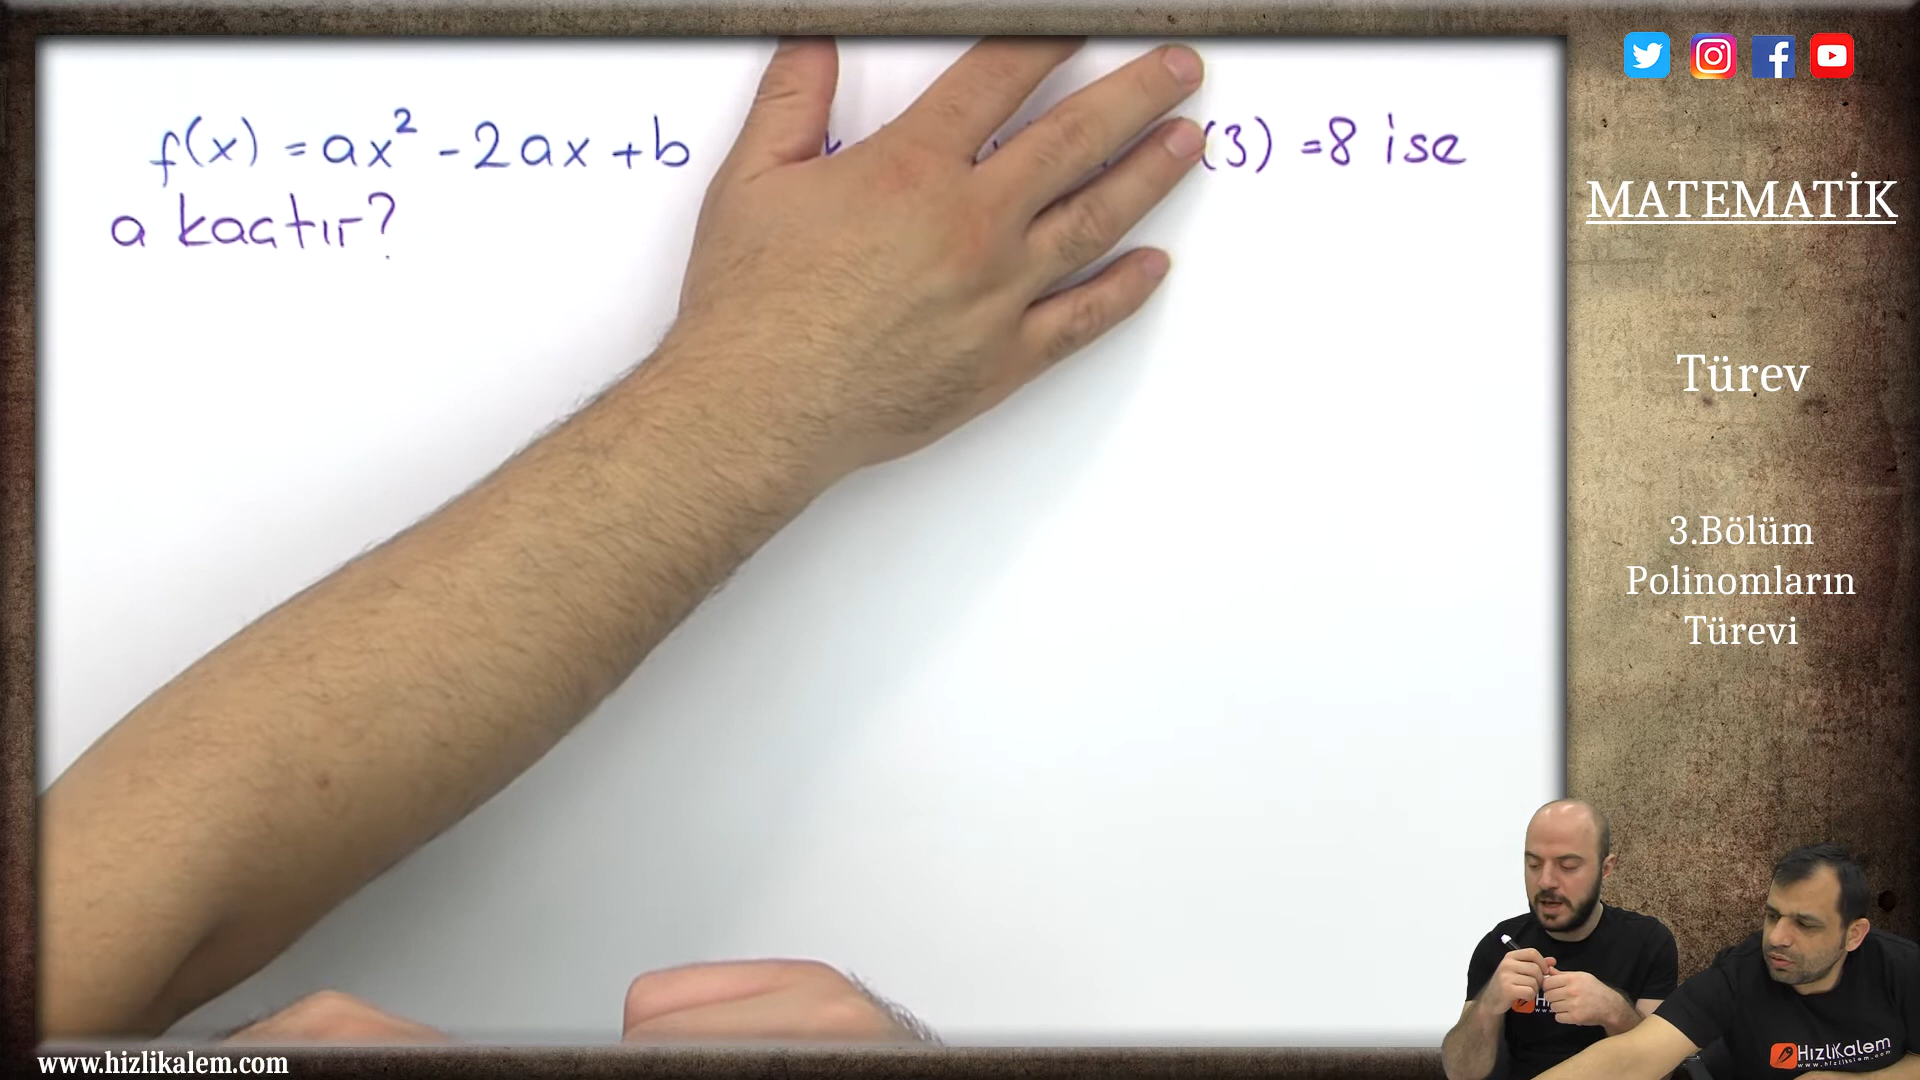 f(x) = ax² - 2ax + b (3) = 8 ise
a kaçtır?
MATEMATİK
Türev
3.Bölüm
Polinomların
Türevi
HızlıKalem
www.hizlikalem.com